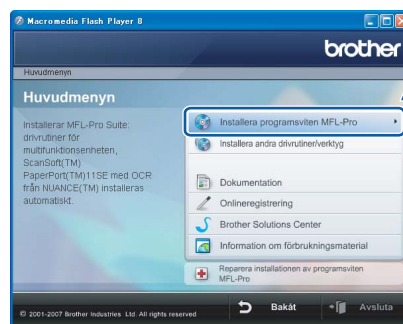 Macromedia Flash Player 8
brother
Huvudmenyn
Huvudmenyn
Installerar MFL-Pro Suite:
drivrutiner för
multifunktionsenheten,
ScanSoft(TM)
PaperPort(TM)11SE med OCR
från NUANCE(TM) installeras
automatiskt.
Installera programsviten MFL-Pro
Installera andra drivrutiner/verktyg
Dokumentation
Onlineregistrering
Brother Solutions Center
Information om förbrukningsmaterial
Reparera installationen av programsviten
MFL-Pro
© 2001-2007 Brother Industries Ltd. All rights reserved
Bakåt
Avsluta